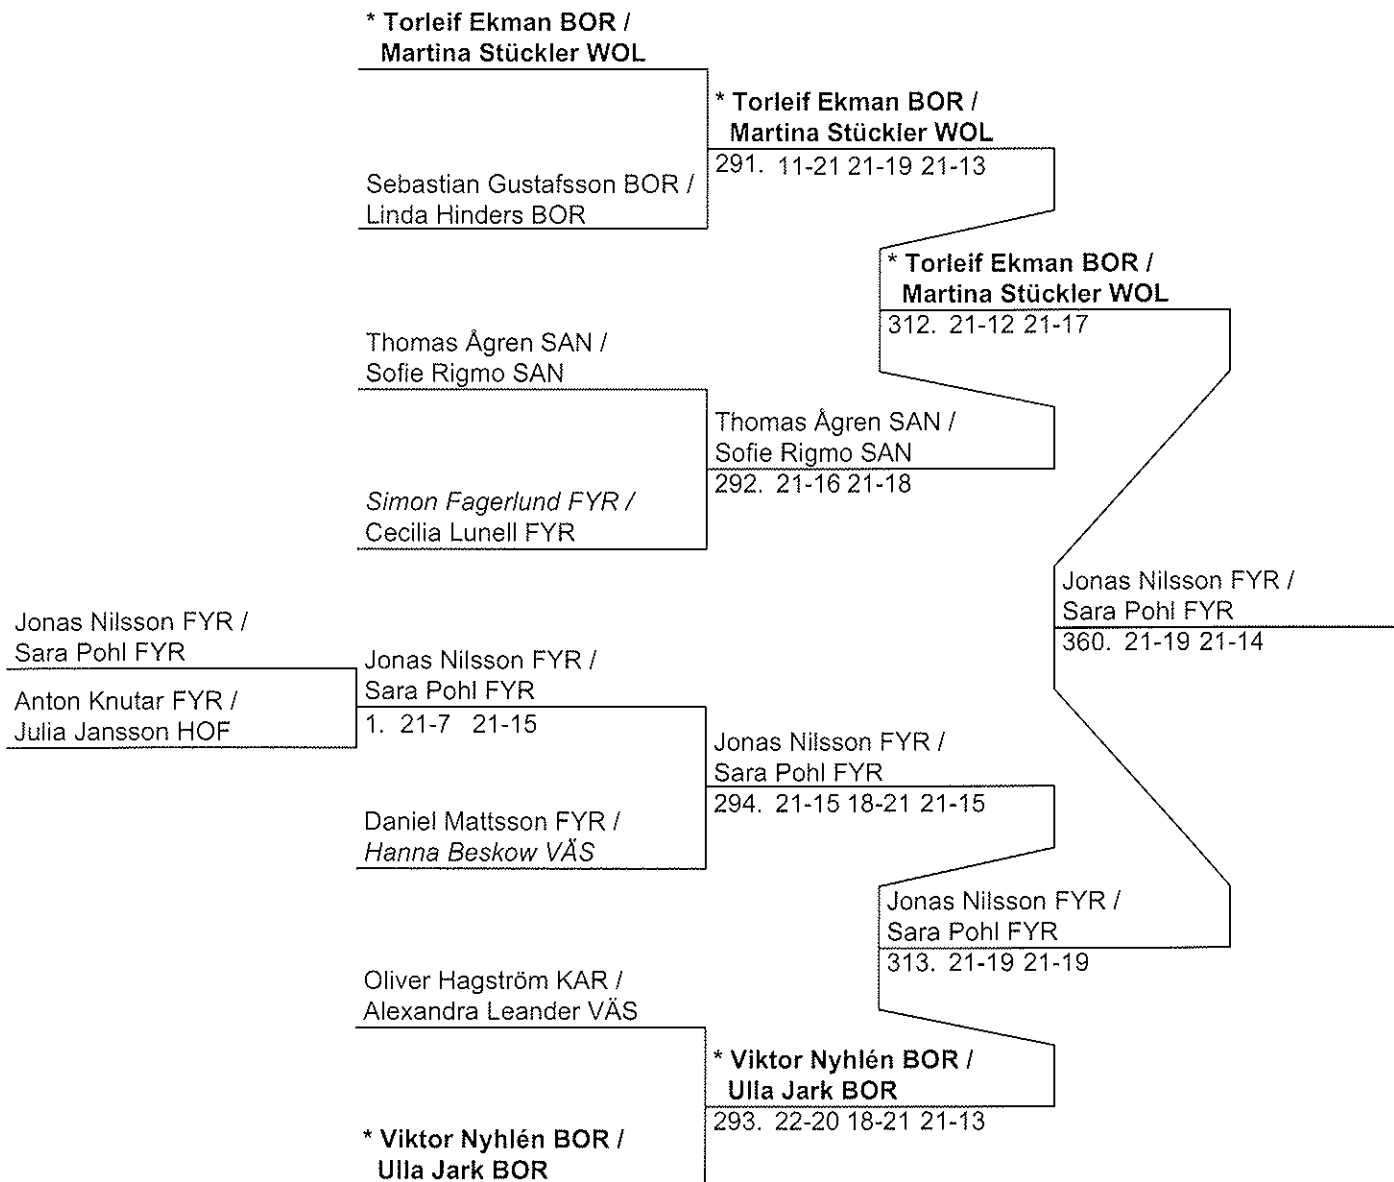 * Torleif Ekman BOR /
Martina Stückler WOL
* Torleif Ekman BOR /
Martina Stückler WOL
291. 11-21 21-19 21-13
Sebastian Gustafsson BOR /
Linda Hinders BOR
* Torleif Ekman BOR /
Martina Stückler WOL
312. 21-12 21-17
Thomas Ågren SAN /
Sofie Rigmo SAN
Thomas Ågren SAN /
Sofie Rigmo SAN
292. 21-16 21-18
Simon Fagerlund FYR /
Cecilia Lunell FYR
Jonas Nilsson FYR /
Sara Pohl FYR
360. 21-19 21-14
Jonas Nilsson FYR /
Sara Pohl FYR
Anton Knutar FYR /
Julia Jansson HOF
Jonas Nilsson FYR /
Sara Pohl FYR
1. 21-7 21-15
Jonas Nilsson FYR /
Sara Pohl FYR
294. 21-15 18-21 21-15
Daniel Mattsson FYR /
Hanna Beskow VÄS
Jonas Nilsson FYR /
Sara Pohl FYR
313. 21-19 21-19
Oliver Hagström KAR /
Alexandra Leander VÄS
* Viktor Nyhlén BOR /
Ulla Jark BOR
293. 22-20 18-21 21-13
* Viktor Nyhlén BOR /
Ulla Jark BOR